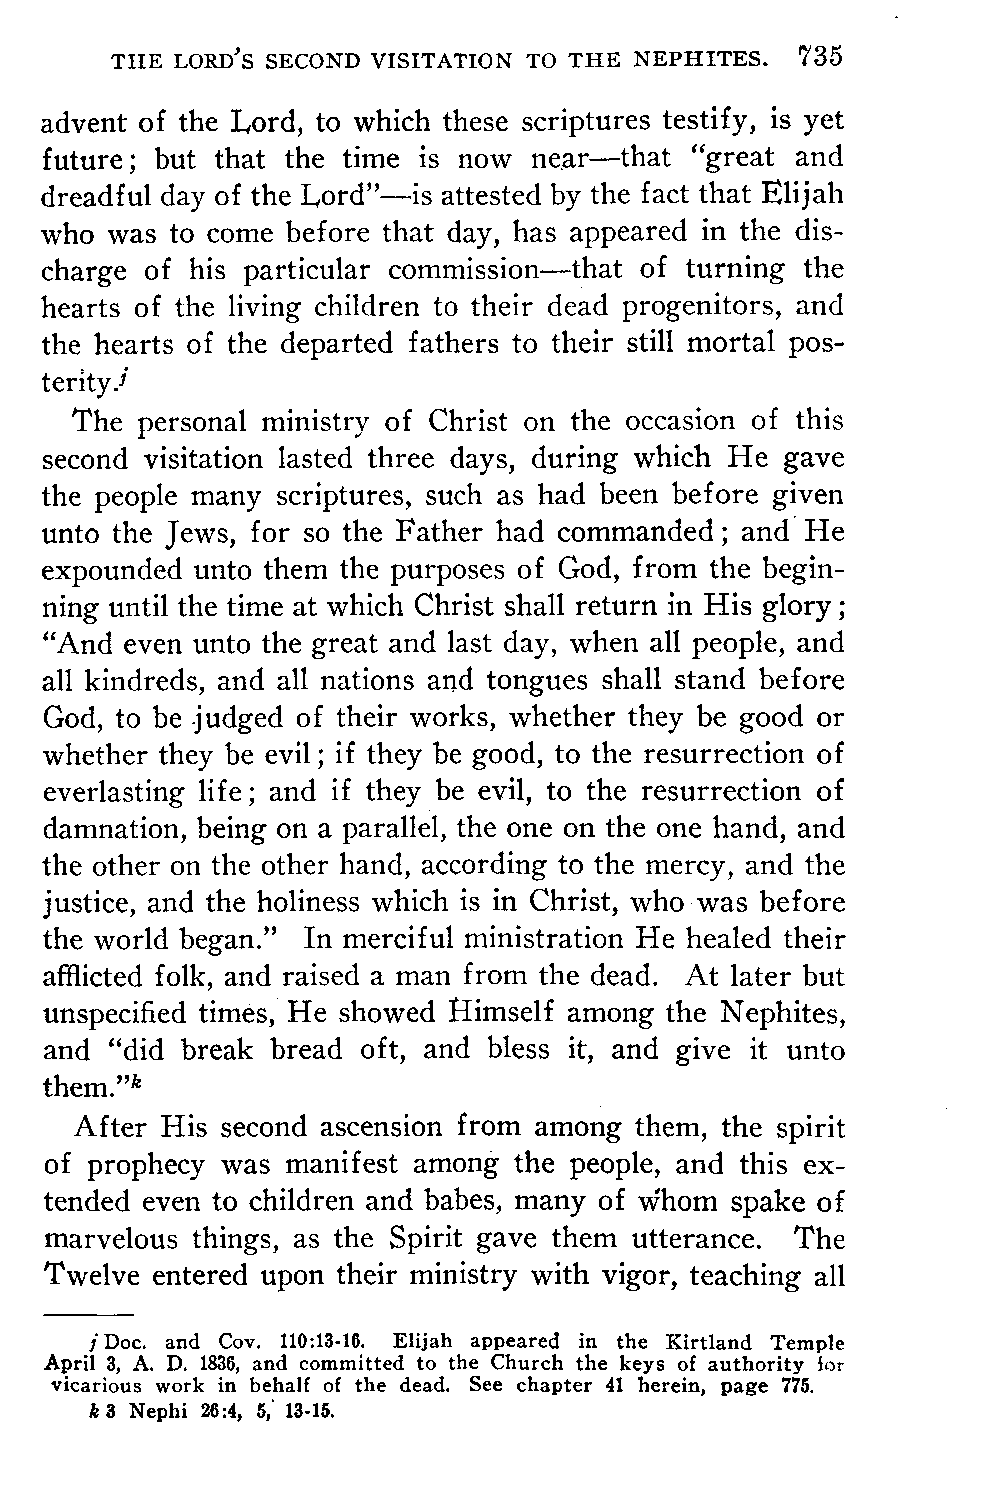 THE LORD'S SECOND VISITATION TO THE NEPHITES. 735
advent of the Lord, to which these scriptures testify, is yet
future; but that the time is now near—that “great and
dreadful day of the Lord”—is attested by the fact that Elijah
who was to come before that day, has appeared in the dis-
charge of his particular commission—that of turning the
hearts of the living children to their dead progenitors, and
the hearts of the departed fathers to their still mortal pos-
terity.j
The personal ministry of Christ on the occasion of this
second visitation lasted three days, during which He gave
the people many scriptures, such as had been before given
unto the Jews, for so the Father had commanded; and He
expounded unto them the purposes of God, from the begin-
ning until the time at which Christ shall return in His glory;
“And even unto the great and last day, when all people, and
all kindreds, and all nations and tongues shall stand before
God, to be judged of their works, whether they be good or
whether they be evil; if they be good, to the resurrection of
everlasting life; and if they be evil, to the resurrection of
damnation, being on a parallel, the one on the one hand, and
the other on the other hand, according to the mercy, and the
justice, and the holiness which is in Christ, who was before
the world began.” In merciful ministration He healed their
afflicted folk, and raised a man from the dead. At later but
unspecified times, He showed Himself among the Nephites,
and “did break bread oft, and bless it, and give it unto
them.”k
After His second ascension from among them, the spirit
of prophecy was manifest among the people, and this ex-
tended even to children and babes, many of whom spake of
marvelous things, as the Spirit gave them utterance. The
Twelve entered upon their ministry with vigor, teaching all
j Doc. and Cov. 110:13-16. Elijah appeared in the Kirtland Temple
April 3, A. D. 1836, and committed to the Church the keys of authority for
vicarious work in behalf of the dead. See chapter 41 herein, page 775.
k 3 Nephi 26:4, 5, 13-15.